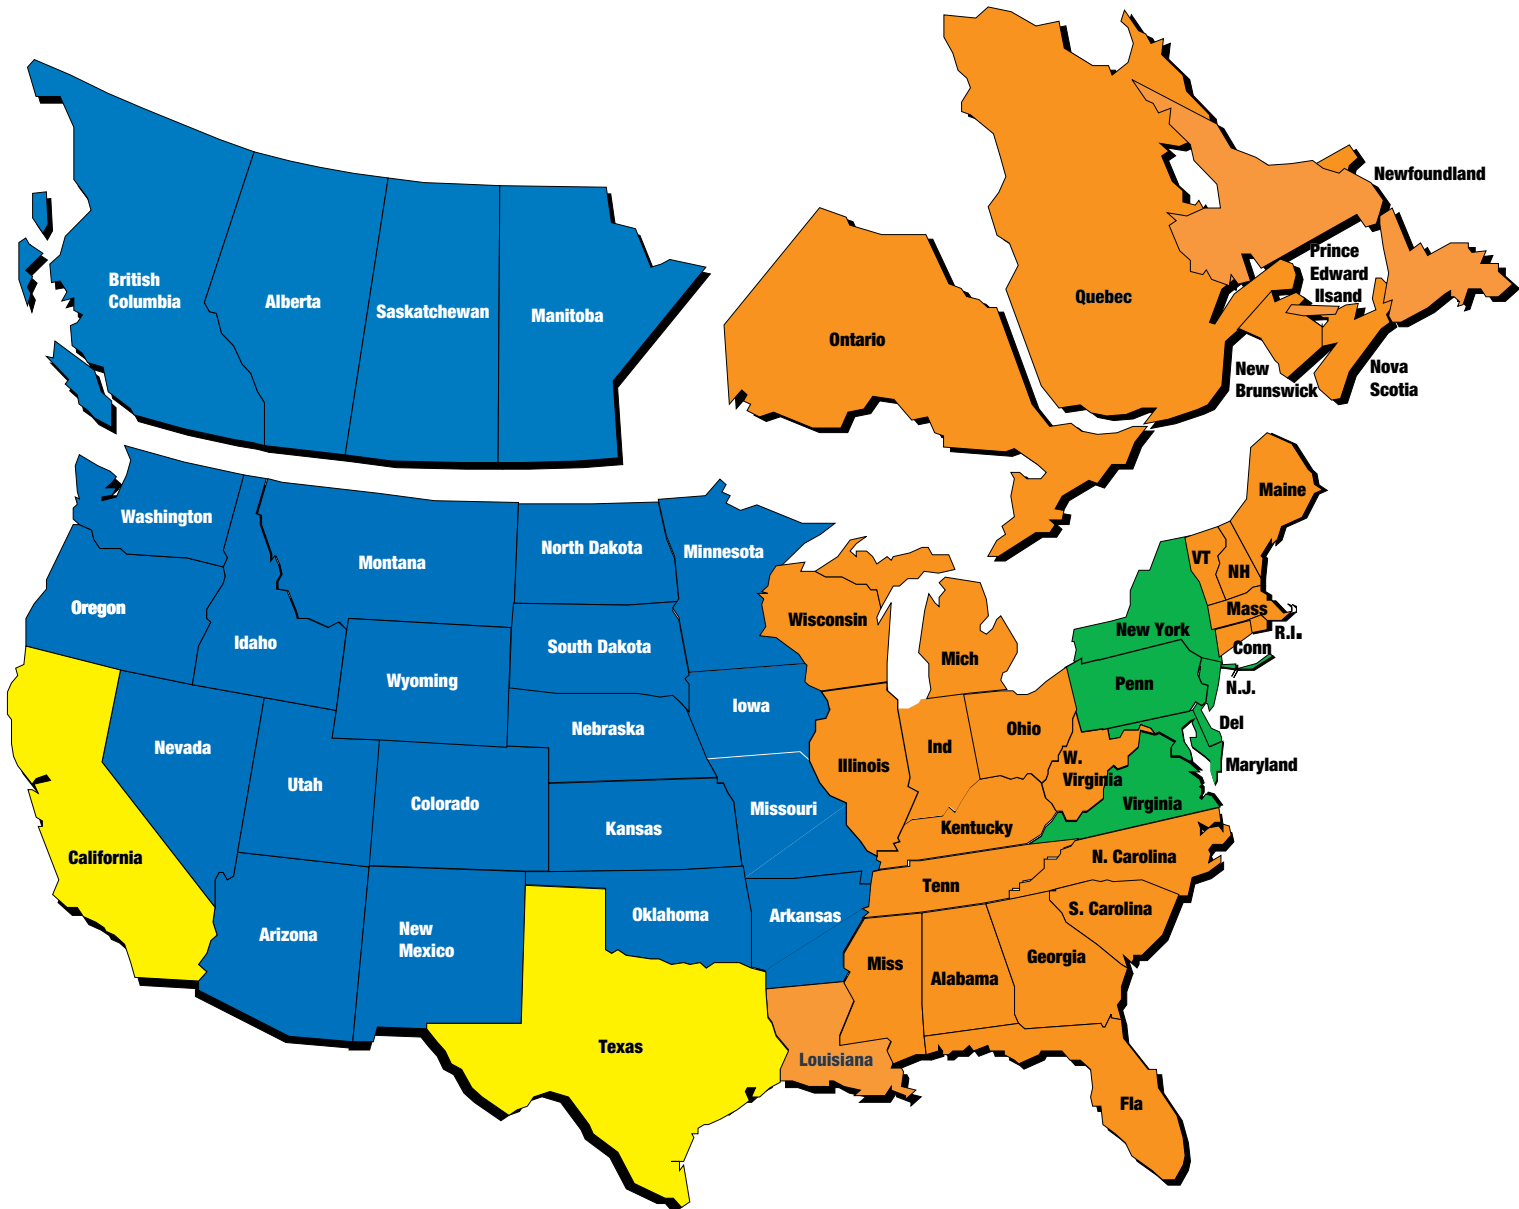 Newfoundland
Prince
Edward
Ilsand
British
Columbia
Alberta
Saskatchewan
Manitoba
Quebec
Ontario
New
Brunswick
Nova
Scotia
Maine
Washington
Montana
North Dakota
Minnesota
VT
NH
Oregon
Idaho
South Dakota
Wisconsin
Mass
R.I.
New York
Conn
Wyoming
Mich
Penn
N.J.
Nevada
Nebraska
Iowa
Ohio
Del
Utah
Colorado
Illinois
Ind
W.
Virginia
Maryland
Kansas
Missouri
Kentucky
Virginia
California
Tenn
N. Carolina
Arizona
New
Mexico
Oklahoma
Arkansas
S. Carolina
Miss
Alabama
Georgia
Texas
Louisiana
Fla